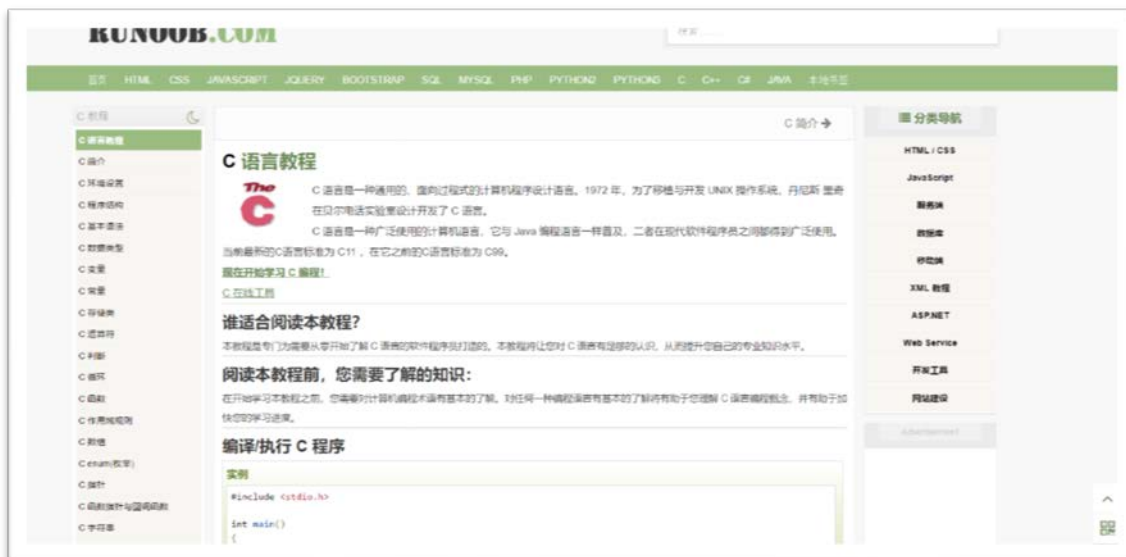 RUNOOB.COM
搜索……
首页 HTML CSS JAVASCRIPT JQUERY BOOTSTRAP SQL MYSQL PHP PYTHON2 PYTHON3 C C++ C# JAVA 本地书签
C 教程
C 语言教程
C 简介
C 环境设置
C 程序结构
C 基本语法
C 数据类型
C 变量
C 常量
C 存储类
C 运算符
C 判断
C 循环
C 函数
C 作用域规则
C 数组
C enum(枚举)
C 指针
C 函数指针与回调函数
C 字符串
C 简介
C 语言教程
The
C
C 语言是一种通用的、面向过程式的计算机程序设计语言。1972 年，为了移植与开发 UNIX 操作系统，丹尼斯·里奇
在贝尔电话实验室设计开发了 C 语言。
C 语言是一种广泛使用的计算机语言，它与 Java 编程语言一样普及，二者在现代软件程序员之间都得到广泛使用。
当前最新的C语言标准为 C11 ，在它之前的C语言标准为 C99。
现在开始学习 C 编程！
C 在线工具
谁适合阅读本教程?
本教程是专门为需要从零开始了解 C 语言的软件程序员打造的。本教程将让您对 C 语言有足够的认识，从而提升您自己的专业知识水平。
阅读本教程前，您需要了解的知识：
在开始学习本教程之前，您需要对计算机编程术语有基本的了解。对任何一种编程语言有基本的了解将有助于您理解 C 语言编程概念，并有助于加
快您的学习进度。
编译/执行 C 程序
实例
#include <stdio.h>
int main()
{
分类导航
HTML / CSS
JavaScript
服务端
数据库
移动端
XML 教程
ASP.NET
Web Service
开发工具
网站建设
Advertisement